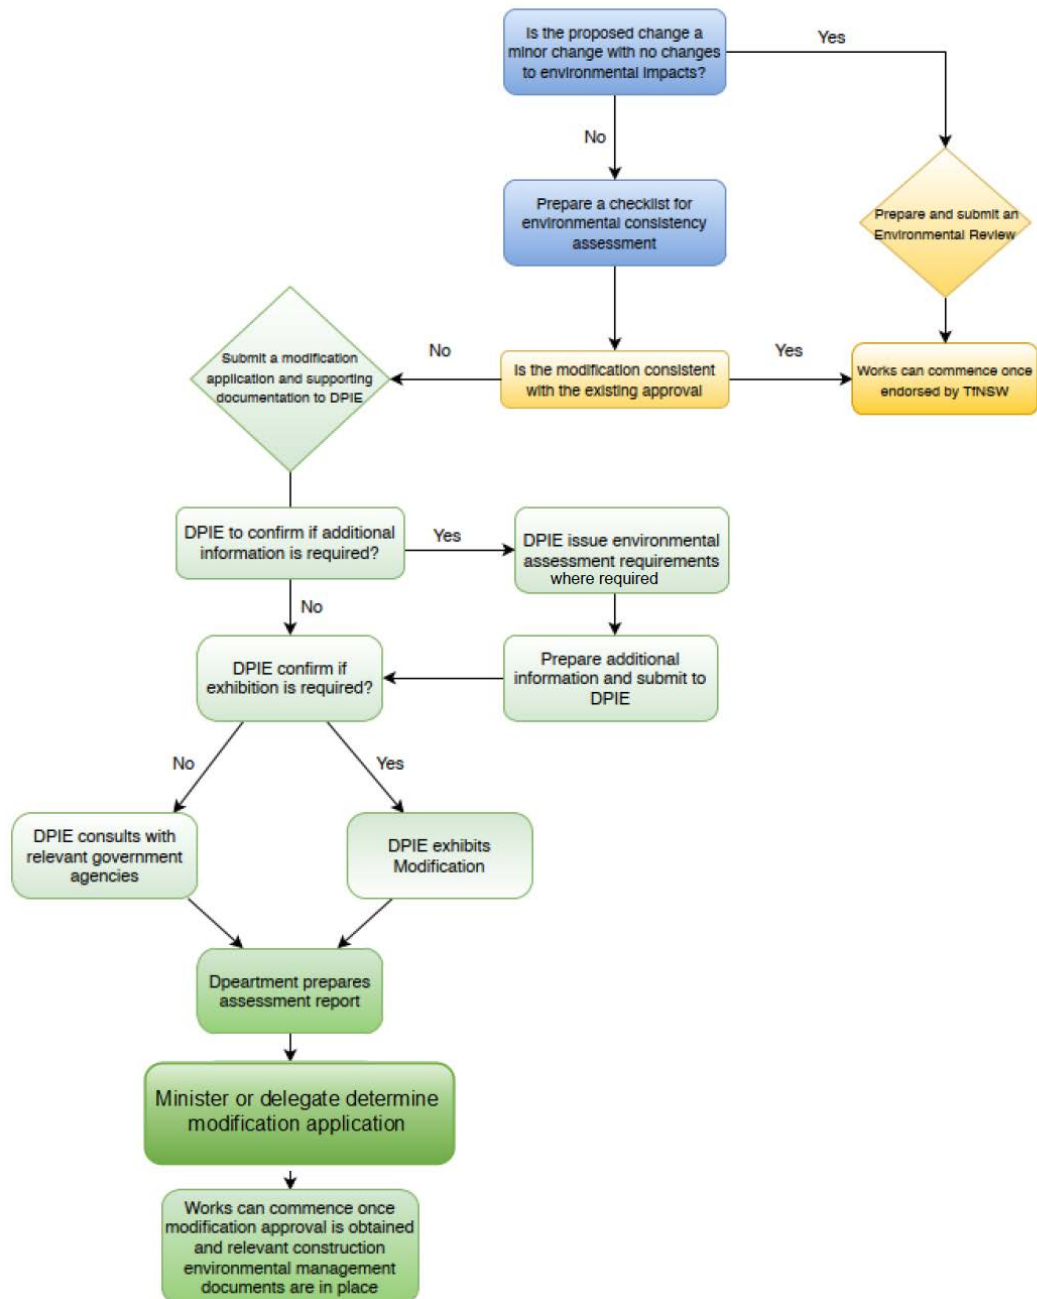 Is the proposed change a
minor change with no changes
to environmental impacts?
Yes
No
Prepare a checklist for
environmental consistency
assessment
Prepare and submit an
Environmental Review
Submit a modification
application and supporting
documentation to DPIE
No
Is the modification consistent
with the existing approval
Yes
Works can commence once
endorsed by TfNSW
DPIE to confirm if additional
information is required?
Yes
DPIE issue environmental
assessment requirements
where required
No
DPIE confirm if
exhibition is required?
Prepare additional
information and submit to
DPIE
No
Yes
DPIE consults with
relevant government
agencies
DPIE exhibits
Modification
Dpeartment prepares
assessment report
Minister or delegate determine
modification application
Works can commence once
modification approval is obtained
and relevant construction
environmental management
documents are in place